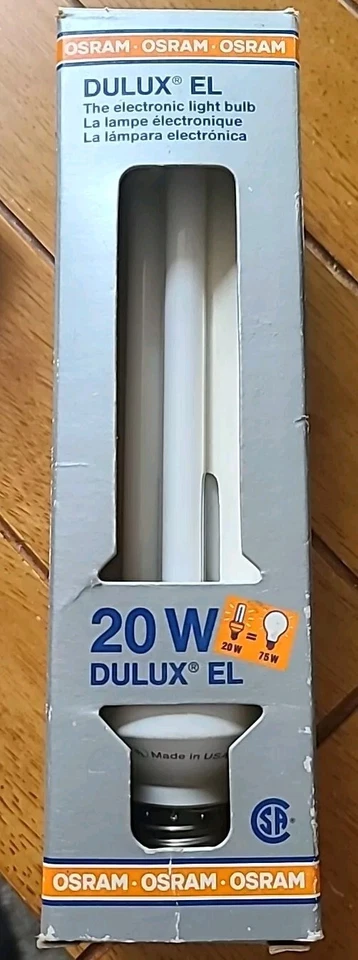 OSRAM · OSRAM · OSRAM
DULUX® EL
The electronic light bulb
La lampe électronique
La lámpara electrónica
20 W
20 W = 75 W
DULUX® EL
Made in USA
CSA®
OSRAM · OSRAM · OSRAM